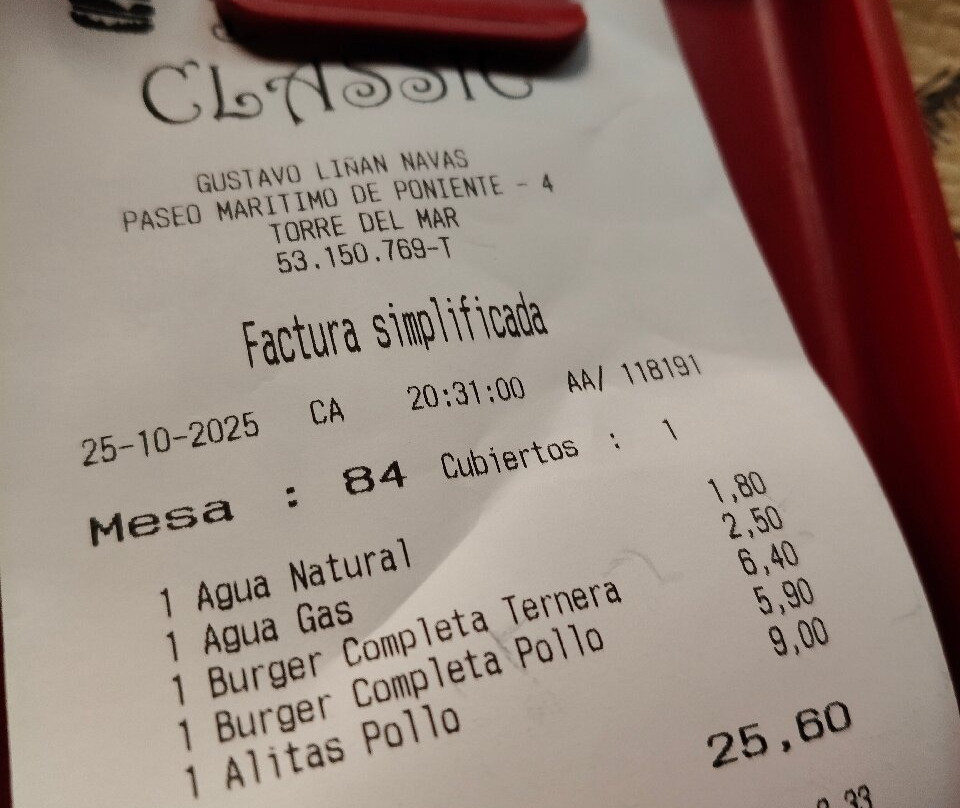 CLASSIC
GUSTAVO LIÑAN NAVAS
PASEO MARITIMO DE PONIENTE - 4
TORRE DEL MAR
53.150.769-T
Factura simplificada
25-10-2025 CA 20:31:00 AA/ 118191
Mesa : 84 Cubiertos : 1
1 Agua Natural 1,80
1 Agua Gas 2,50
1 Burger Completa Ternera 6,40
1 Burger Completa Pollo 5,90
1 Alitas Pollo 9,00
25,60